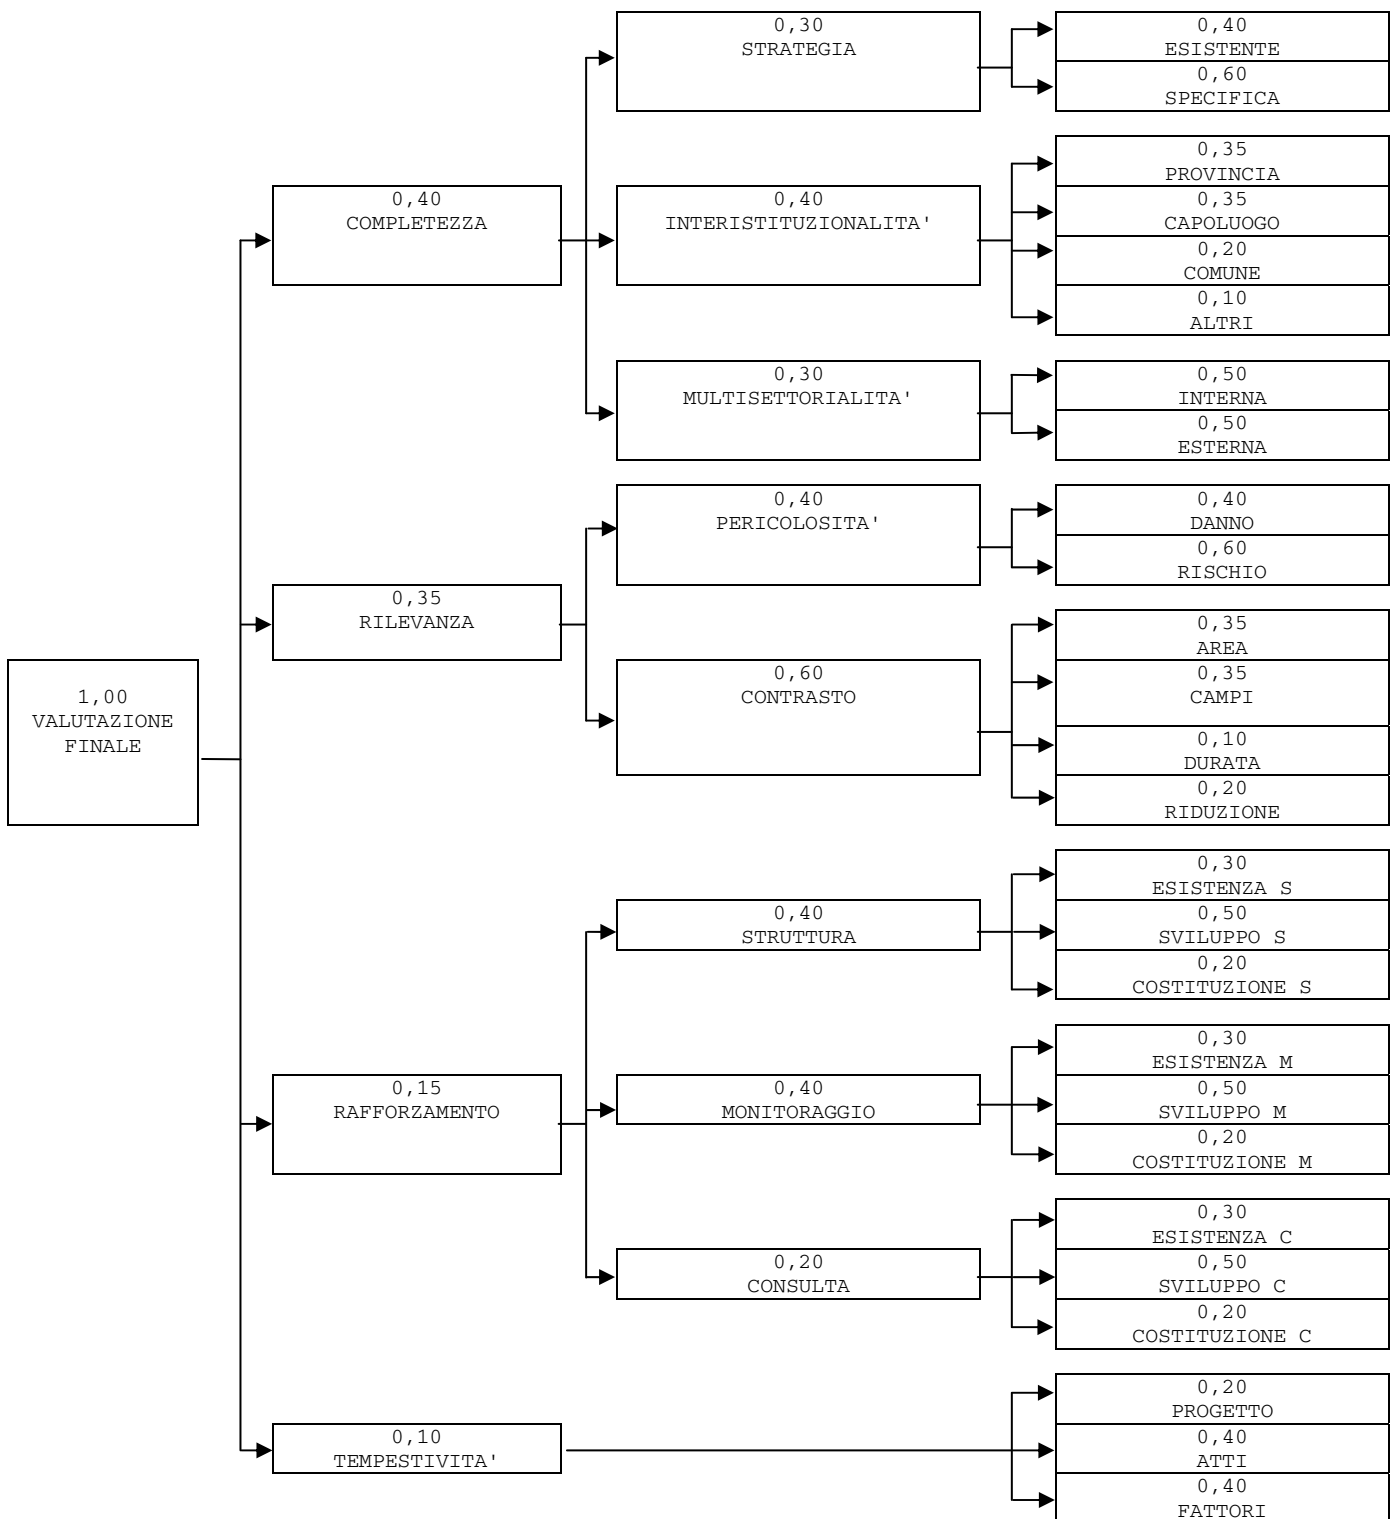 1,00
VALUTAZIONE
FINALE
0,40
COMPLETEZZA
0,30
STRATEGIA
0,40
ESISTENTE
0,60
SPECIFICA
0,40
INTERISTITUZIONALITA'
0,35
PROVINCIA
0,35
CAPOLUOGO
0,20
COMUNE
0,10
ALTRI
0,30
MULTISETTORIALITA'
0,50
INTERNA
0,50
ESTERNA
0,35
RILEVANZA
0,40
PERICOLOSITA'
0,40
DANNO
0,60
RISCHIO
0,60
CONTRASTO
0,35
AREA
0,35
CAMPI
0,10
DURATA
0,20
RIDUZIONE
0,15
RAFFORZAMENTO
0,40
STRUTTURA
0,30
ESISTENZA S
0,50
SVILUPPO S
0,20
COSTITUZIONE S
0,40
MONITORAGGIO
0,30
ESISTENZA M
0,50
SVILUPPO M
0,20
COSTITUZIONE M
0,20
CONSULTA
0,30
ESISTENZA C
0,50
SVILUPPO C
0,20
COSTITUZIONE C
0,10
TEMPESTIVITA'
0,20
PROGETTO
0,40
ATTI
0,40
FATTORI